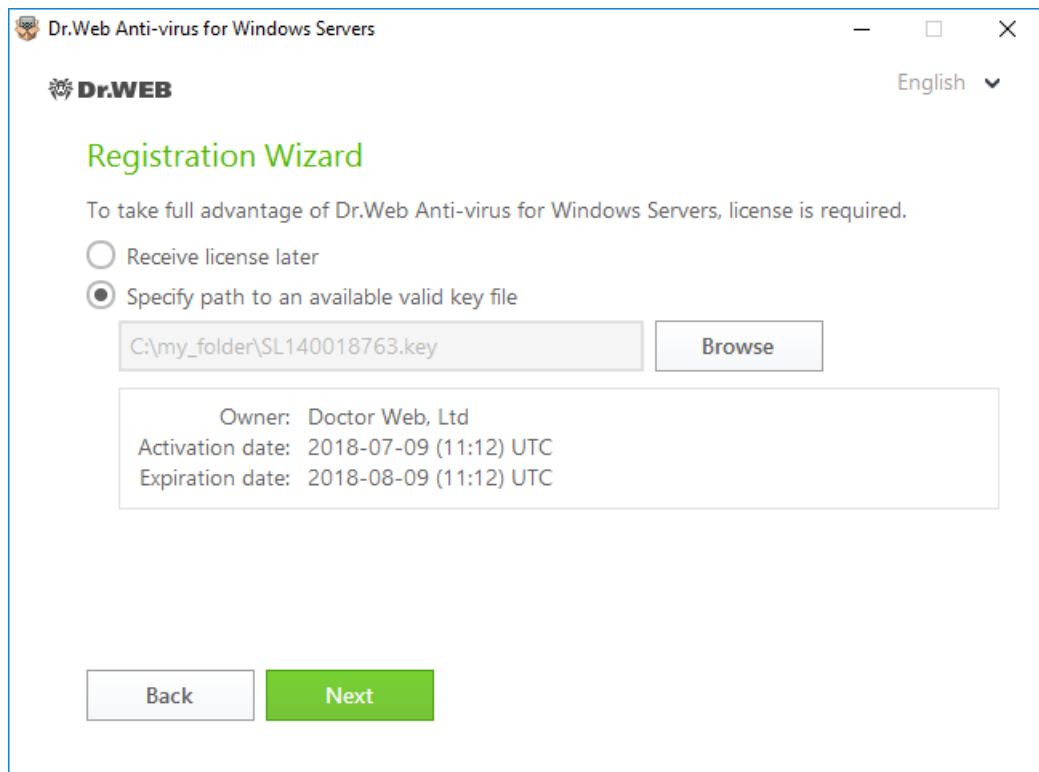 Dr.Web Anti-virus for Windows Servers
English
Dr.WEB
Registration Wizard
To take full advantage of Dr.Web Anti-virus for Windows Servers, license is required.
Receive license later
Specify path to an available valid key file
C:\my_folder\SL140018763.key
Browse
Owner: Doctor Web, Ltd
Activation date: 2018-07-09 (11:12) UTC
Expiration date: 2018-08-09 (11:12) UTC
Back
Next